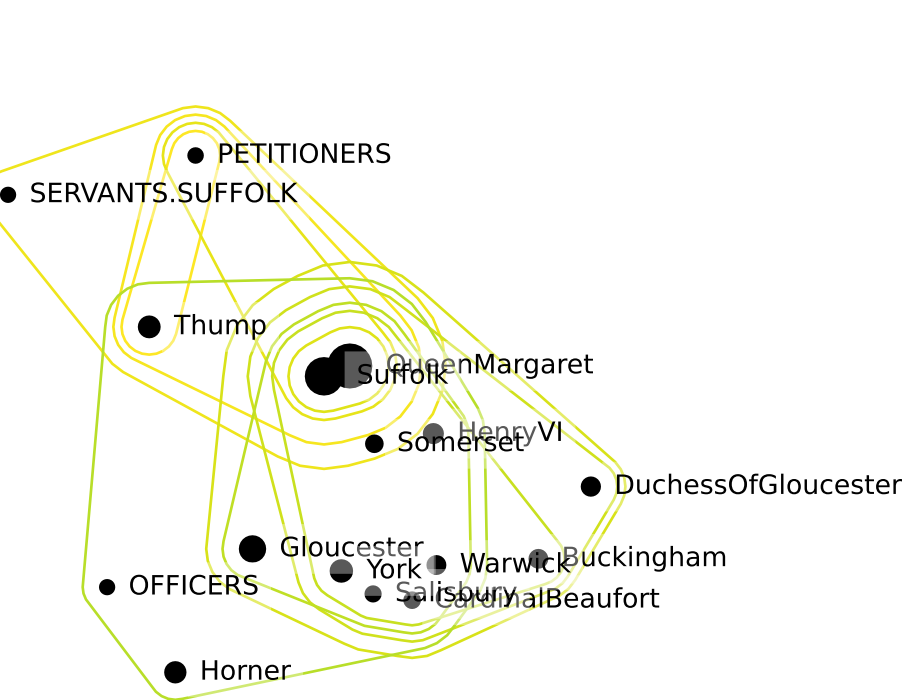 PETITIONERS
SERVANTS.SUFFOLK
Thump
QueenMargaret
Suffolk
HenryVI
Somerset
DuchessOfGloucester
Gloucester
Buckingham
Warwick
York
OFFICERS
Salisbury
CardinalBeaufort
Horner